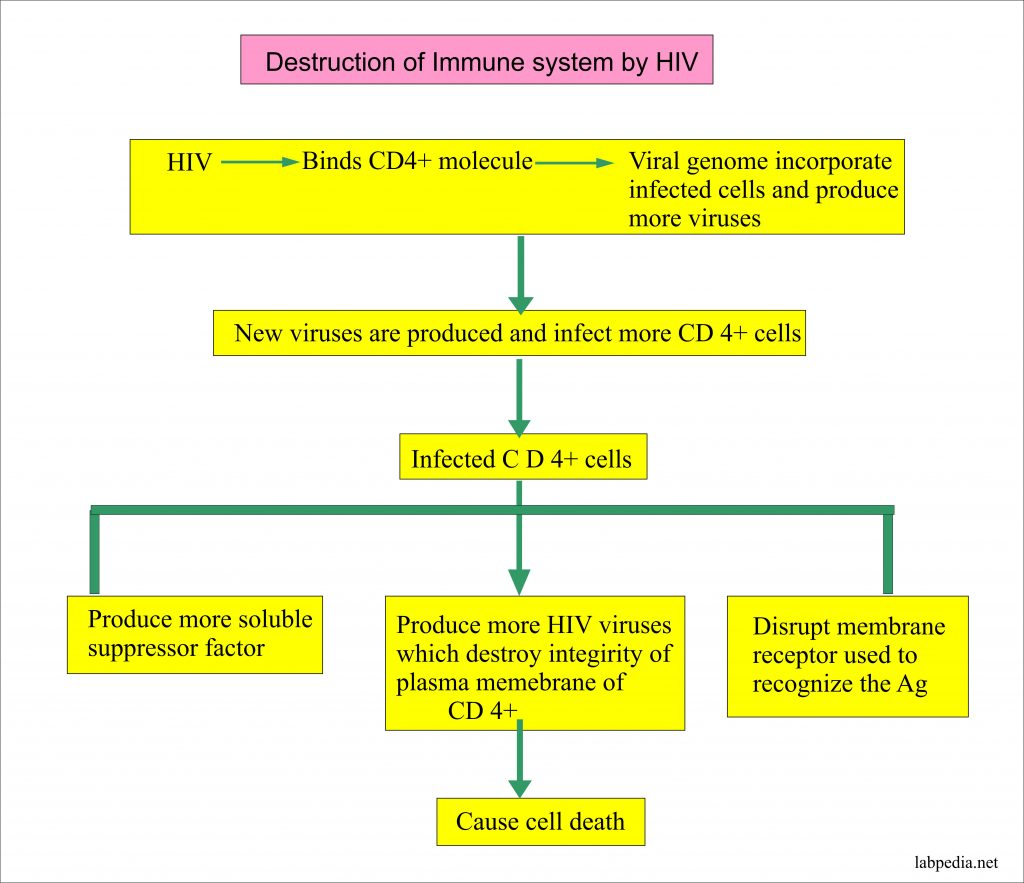 Destruction of Immune system by HIV
HIV
Binds CD4+ molecule
Viral genome incorporate
infected cells and produce
more viruses
New viruses are produced and infect more CD 4+ cells
Infected C D 4+ cells
Produce more soluble
suppressor factor
Produce more HIV viruses
which destroy integirity of
plasma memebrane of
CD 4+
Disrupt membrane
receptor used to
recognize the Ag
Cause cell death
labpedia.net